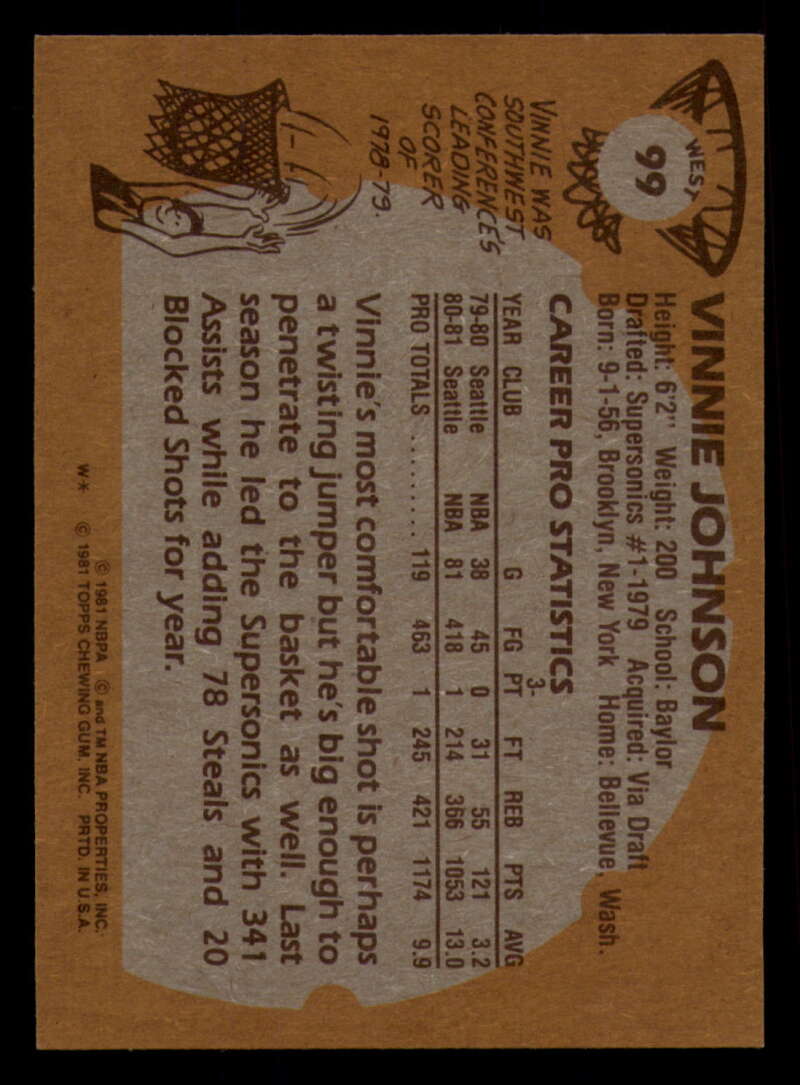 WEST
99
VINNIE JOHNSON
Height: 6'2" Weight: 200 School: Baylor
Drafted: Supersonics #1-1979 Acquired: Via Draft
Born: 9-1-56, Brooklyn, New York Home: Bellevue, Wash.
VINNIE WAS
SOUTHWEST
CONFERENCE'S
LEADING
SCORER
OF
1978-79.
CAREER PRO STATISTICS
3-
YEAR CLUB G FG PT FT REB PTS AVG
79-80 Seattle NBA 38 45 0 31 55 121 3.2
80-81 Seattle NBA 81 418 1 214 366 1053 13.0
PRO TOTALS ......... 119 463 1 245 421 1174 9.9
Vinnie's most comfortable shot is perhaps
a twisting jumper but he's big enough to
penetrate to the basket as well. Last
season he led the Supersonics with 341
Assists while adding 78 Steals and 20
Blocked Shots for year.
© 1981 NBPA © and TM NBA PROPERTIES, INC.
W* © 1981 TOPPS CHEWING GUM, INC. PRTD. IN U.S.A.